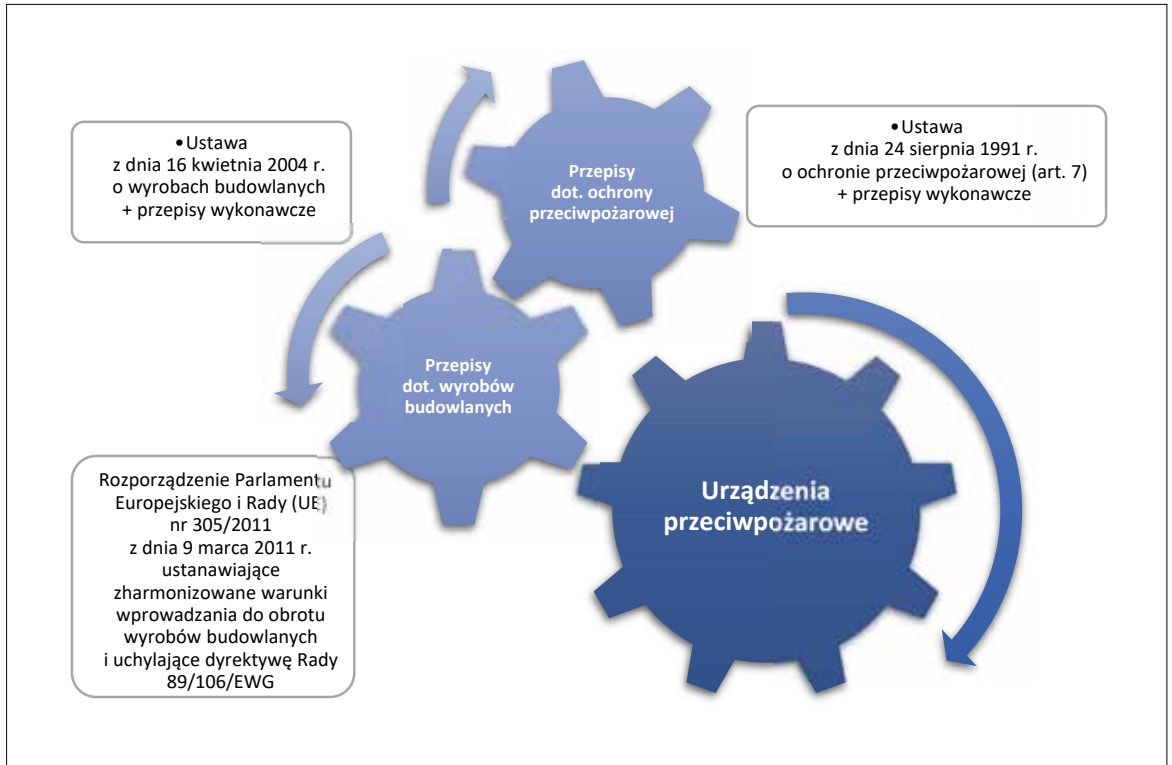 •Ustawa
z dnia 16 kwietnia 2004 r.
o wyrobach budowlanych
+ przepisy wykonawcze
Przepisy
dot. ochrony
przeciwpożarowej
•Ustawa
z dnia 24 sierpnia 1991 r.
o ochronie przeciwpożarowej (art. 7)
+ przepisy wykonawcze
Przepisy
dot. wyrobów
budowlanych
Rozporządzenie Parlamentu
Europejskiego i Rady (UE)
nr 305/2011
z dnia 9 marca 2011 r.
ustanawiające
zharmonizowane warunki
wprowadzania do obrotu
wyrobów budowlanych
i uchylające dyrektywę Rady
89/106/EWG
Urządzenia
przeciwpożarowe